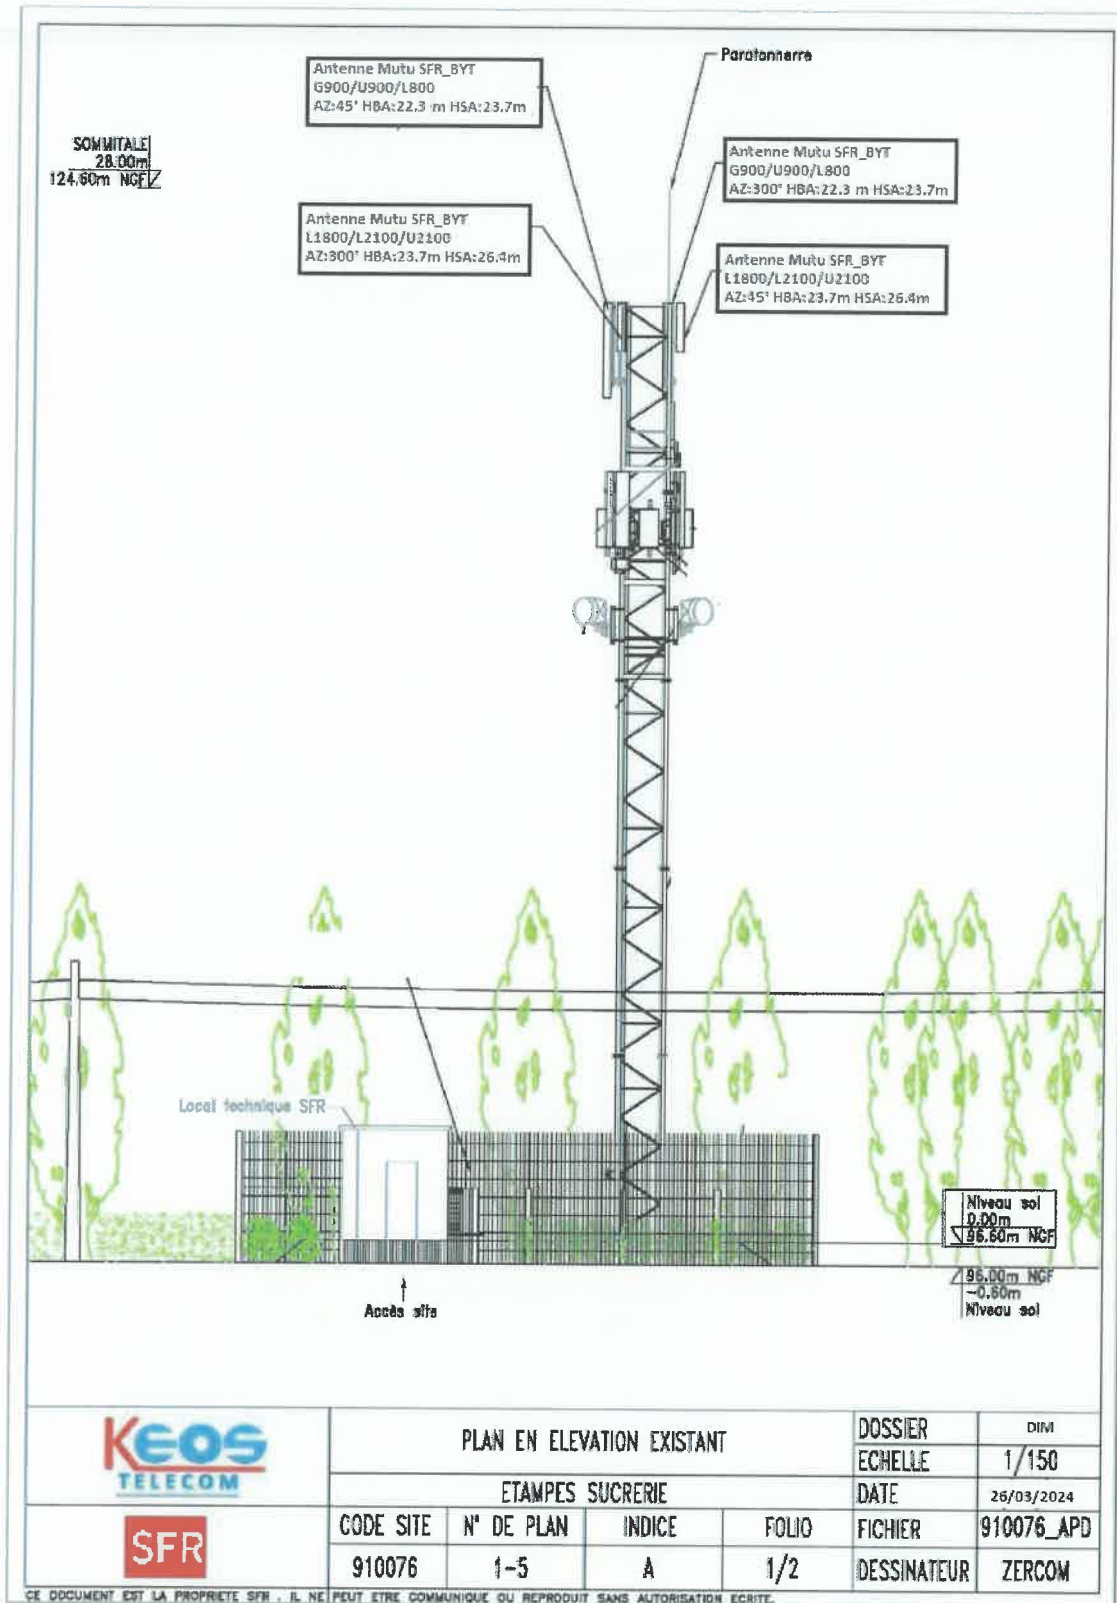 Paratonnerre
Antenne Mutu SFR_BYT
G900/U900/L800
AZ:45° HBA:22.3 m HSA:23.7m
SOMMITALE
28.00m
124.60m NGF
Antenne Mutu SFR_BYT
G900/U900/L800
AZ:300° HBA:22.3 m HSA:23.7m
Antenne Mutu SFR_BYT
L1800/L2100/U2100
AZ:300° HBA:23.7m HSA:26.4m
Antenne Mutu SFR_BYT
L1800/L2100/U2100
AZ:45° HBA:23.7m HSA:26.4m
Local technique SFR
Niveau sol
0.00m
96.60m NGF
96.00m NGF
-0.60m
Niveau sol
Accès site
KEOS
TELECOM
SFR
PLAN EN ELEVATION EXISTANT
ETAMPES SUCRERIE
DOSSIER DIM
ECHELLE 1/150
DATE 26/03/2024
CODE SITE N° DE PLAN INDICE FOLIO FICHIER 910076_APD
910076 1-5 A 1/2 DESSINATEUR ZERCOM
CE DOCUMENT EST LA PROPRIETE SFR . IL NE PEUT ETRE COMMUNIQUE OU REPRODUIT SANS AUTORISATION ECRITE.